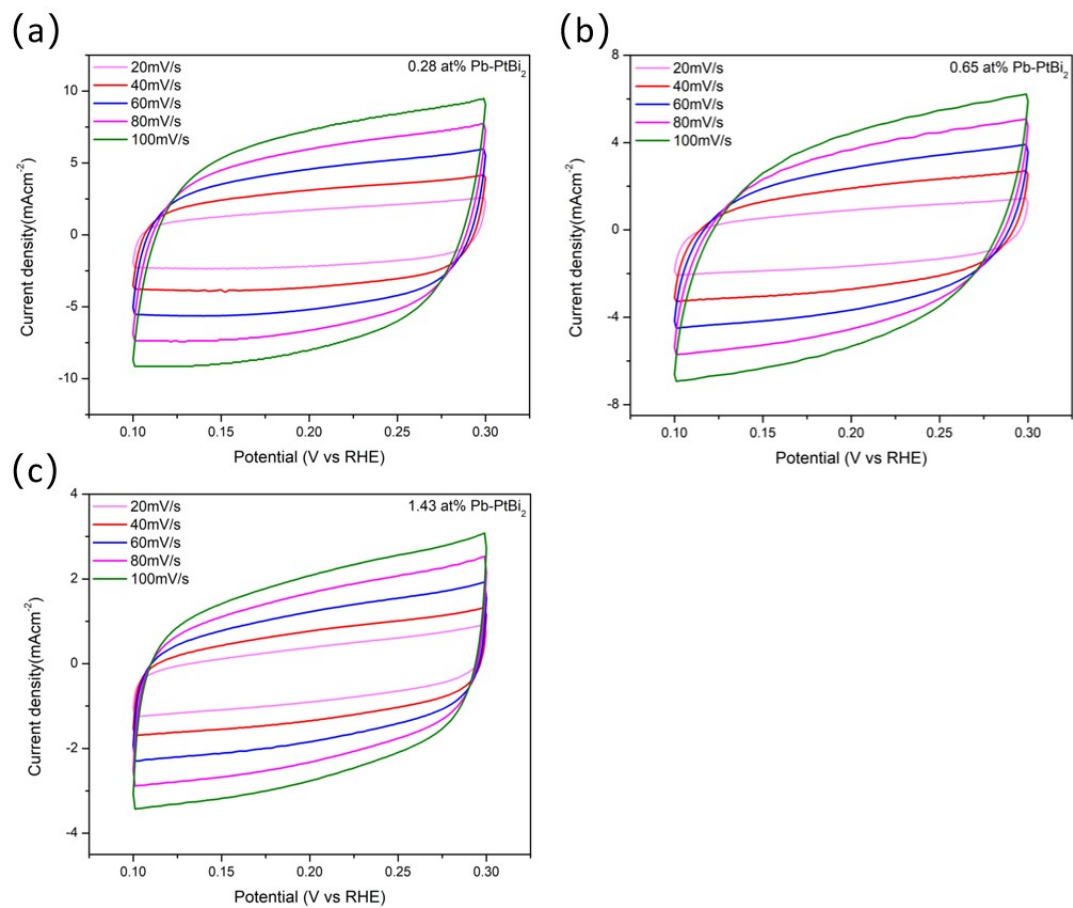 (a)
0.28 at% Pb-PtBi2
20mV/s
40mV/s
60mV/s
80mV/s
100mV/s
10
5
0
-5
-10
Current density(mAcm-2)
0.10
0.15
0.20
0.25
0.30
Potential (V vs RHE)
(b)
0.65 at% Pb-PtBi2
20mV/s
40mV/s
60mV/s
80mV/s
100mV/s
8
4
0
-4
-8
Current density(mAcm-2)
0.10
0.15
0.20
0.25
0.30
Potential (V vs RHE)
(c)
1.43 at% Pb-PtBi2
20mV/s
40mV/s
60mV/s
80mV/s
100mV/s
4
2
0
-2
-4
Current density(mAcm-2)
0.10
0.15
0.20
0.25
0.30
Potential (V vs RHE)